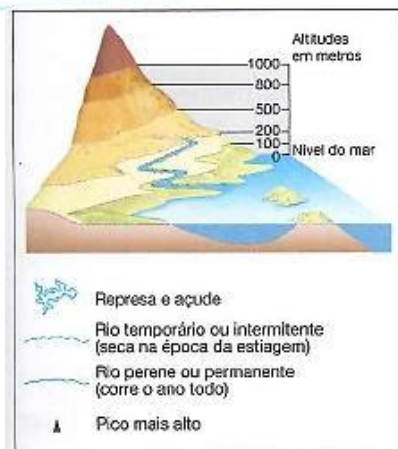 Altitudes
em metros
1000
800
500
200
100
0 Nível do mar
Represa e açude
Rio temporário ou intermitente
(seca na época da estiagem)
Rio perene ou permanente
(corre o ano todo)
Pico mais alto